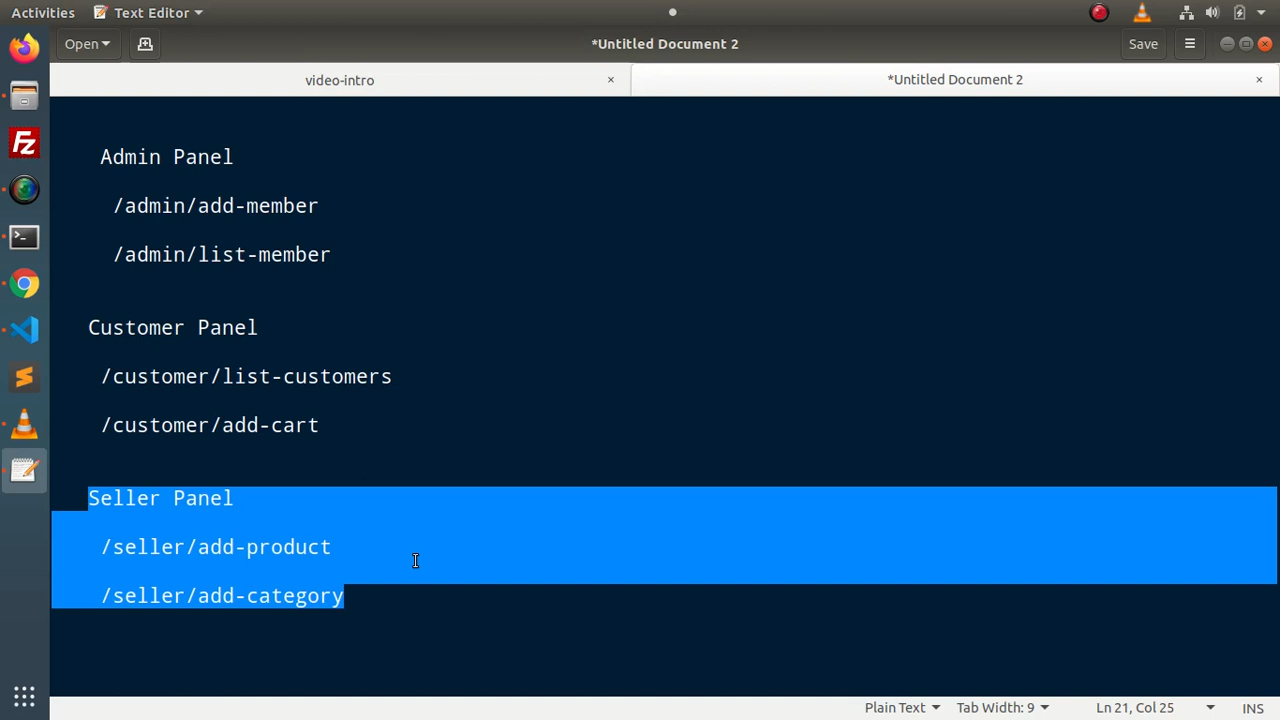 Activities Text Editor
Open *Untitled Document 2 Save
video-intro × *Untitled Document 2 ×
Admin Panel
/admin/add-member
/admin/list-member
Customer Panel
/customer/list-customers
/customer/add-cart
Seller Panel
/seller/add-product
/seller/add-category
Plain Text Tab Width: 9 Ln 21, Col 25 INS